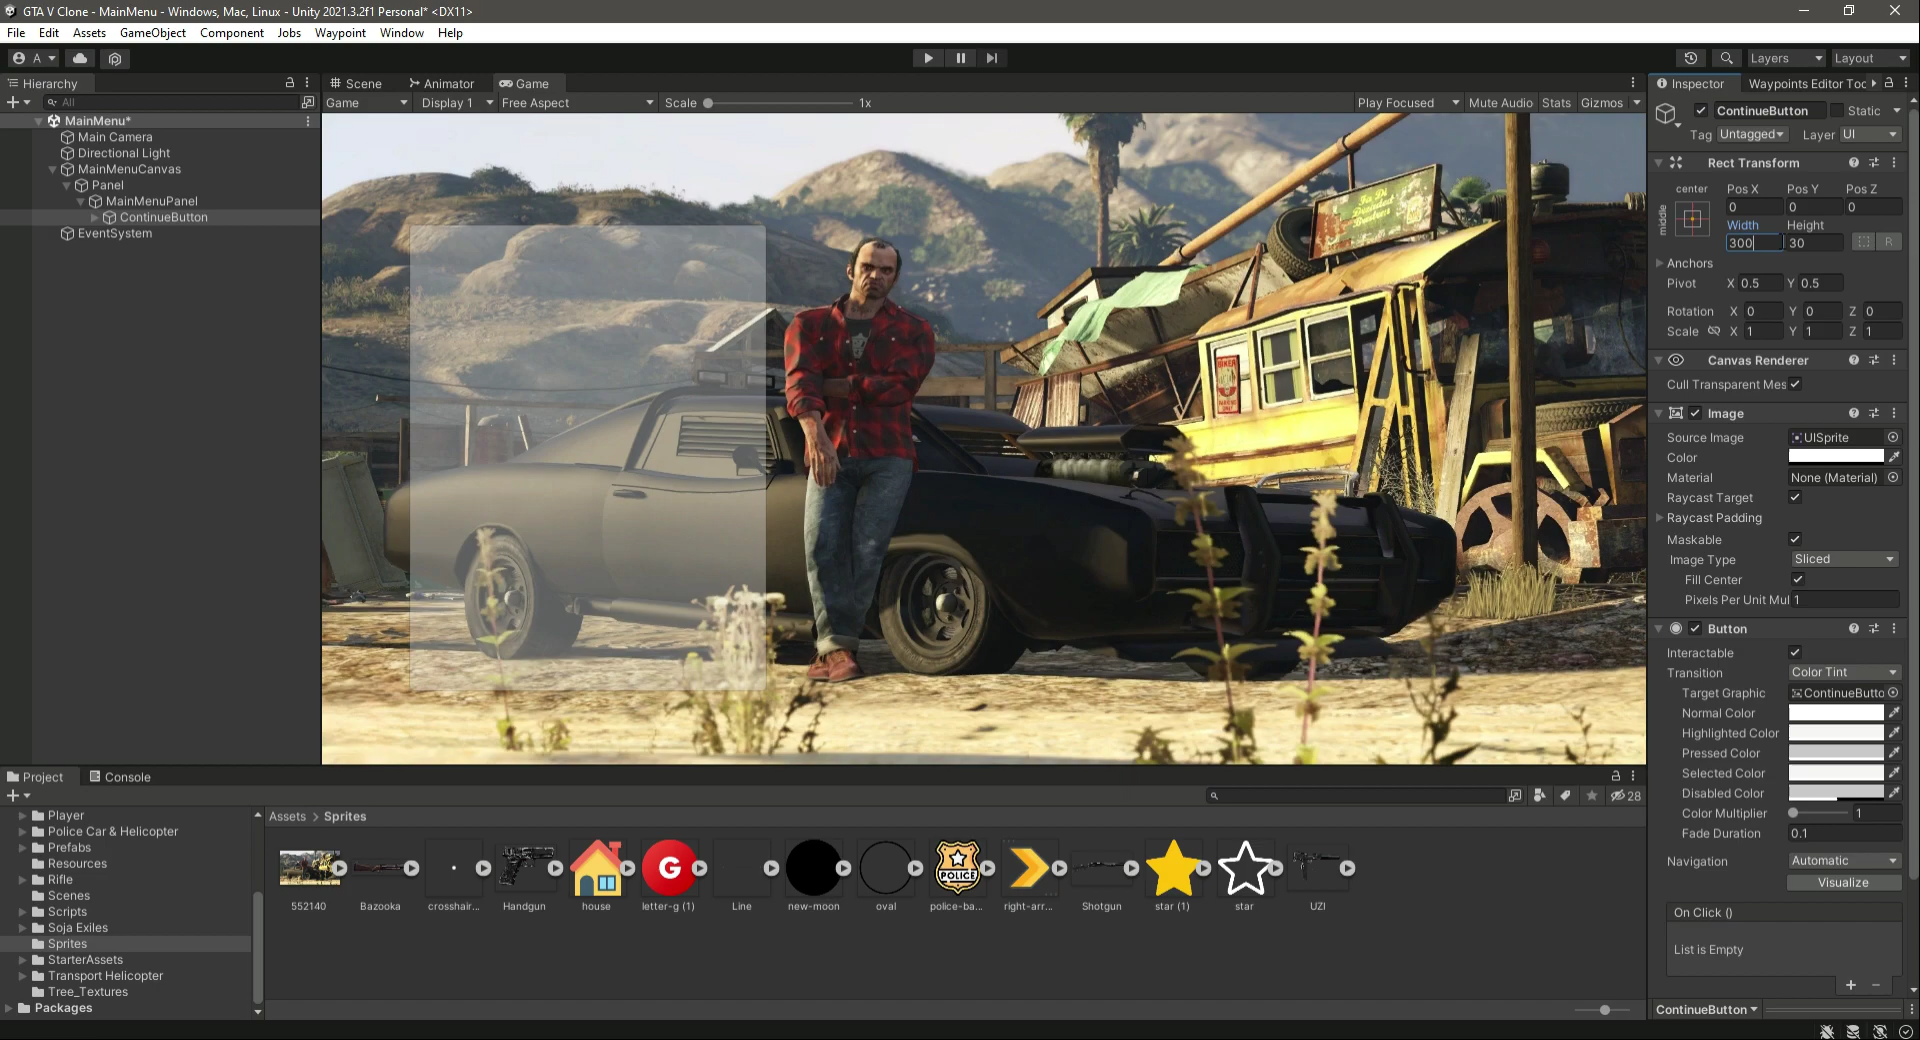 GTA V Clone - MainMenu - Windows, Mac, Linux - Unity 2021.3.2f1 Personal* <DX11>
File Edit Assets GameObject Component Jobs Waypoint Window Help
A Layers Layout
Hierarchy
All
MainMenu*
Main Camera
Directional Light
MainMenuCanvas
Panel
MainMenuPanel
ContinueButton
EventSystem
Scene Animator Game
Game Display 1 Free Aspect Scale 1x Play Focused Mute Audio Stats Gizmos
Inspector Waypoints Editor Too
ContinueButton Static
Tag Untagged Layer UI
Rect Transform
center
middle
Pos X Pos Y Pos Z
0 0 0
Width Height
300 30 R
Anchors
Pivot X 0.5 Y 0.5
Rotation X 0 Y 0 Z 0
Scale X 1 Y 1 Z 1
Canvas Renderer
Cull Transparent Mes
Image
Source Image UISprite
Color
Material None (Material)
Raycast Target
Raycast Padding
Maskable
Image Type Sliced
Fill Center
Pixels Per Unit Mul 1
Button
Interactable
Transition Color Tint
Target Graphic ContinueButto
Normal Color
Highlighted Color
Pressed Color
Selected Color
Disabled Color
Color Multiplier 1
Fade Duration 0.1
Navigation Automatic
Visualize
On Click ()
List is Empty
ContinueButton
Project Console
28
Player
Police Car & Helicopter
Prefabs
Resources
Rifle
Scenes
Scripts
Soja Exiles
Sprites
StarterAssets
Transport Helicopter
Tree_Textures
Packages
Assets > Sprites
G
POLICE
552140 Bazooka crosshair... Handgun house letter-g (1) Line new-moon oval police-ba... right-arr... Shotgun star (1) star UZI